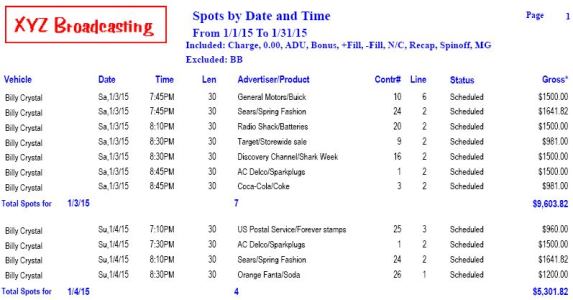 XYZ Broadcasting
Spots by Date and Time
Page 1
From 1/1/15 To 1/31/15
Included: Charge, 0.00, ADU, Bonus, +Fill, -Fill, N/C, Recap, Spinoff, MG
Excluded: BB
Vehicle Date Time Len Advertiser/Product Contr# Line Status Gross*
Billy Crystal Sa,1/3/15 7:45PM 30 General Motors/Buick 10 6 Scheduled $1500.00
Billy Crystal Sa,1/3/15 7:45PM 30 Sears/Spring Fashion 24 2 Scheduled $1641.82
Billy Crystal Sa,1/3/15 8:10PM 30 Radio Shack/Batteries 20 2 Scheduled $1500.00
Billy Crystal Sa,1/3/15 8:30PM 30 Target/Storewide sale 9 2 Scheduled $981.00
Billy Crystal Sa,1/3/15 8:30PM 30 Discovery Channel/Shark Week 16 2 Scheduled $1500.00
Billy Crystal Sa,1/3/15 8:45PM 30 AC Delco/Sparkplugs 1 2 Scheduled $1500.00
Billy Crystal Sa,1/3/15 8:45PM 30 Coca-Cola/Coke 3 2 Scheduled $981.00
Total Spots for 1/3/15 7 $9,603.82
Billy Crystal Su,1/4/15 7:10PM 30 US Postal Service/Forever stamps 25 3 Scheduled $960.00
Billy Crystal Su,1/4/15 7:30PM 30 AC Delco/Sparkplugs 1 2 Scheduled $1500.00
Billy Crystal Su,1/4/15 8:10PM 30 Sears/Spring Fashion 24 2 Scheduled $1641.82
Billy Crystal Su,1/4/15 8:30PM 30 Orange Fanta/Soda 26 1 Scheduled $1200.00
Total Spots for 1/4/15 4 $5,301.82